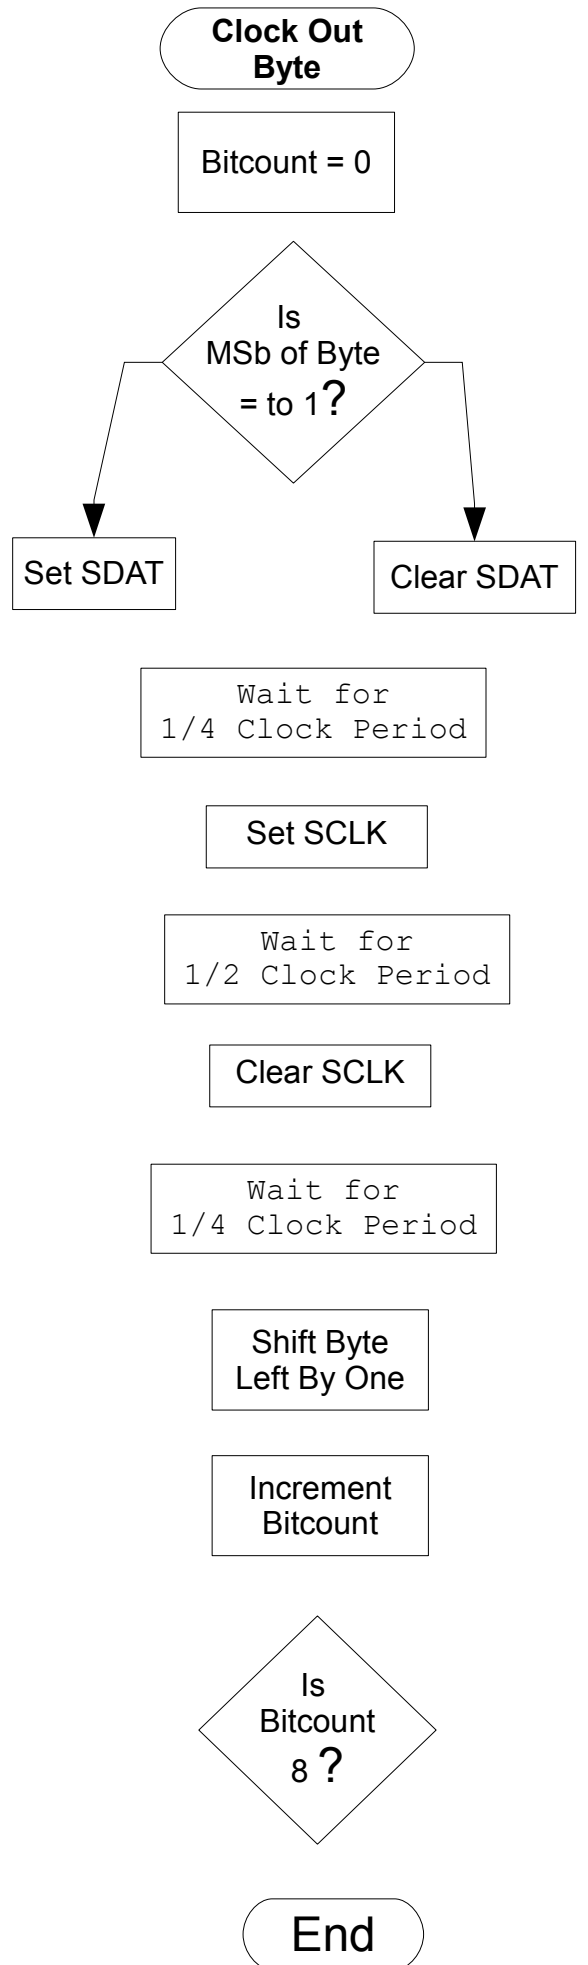 Clock Out
Byte
Bitcount = 0
Is
MSb of Byte
= to 1?
Set SDAT
Clear SDAT
Wait for
1/4 Clock Period
Set SCLK
Wait for
1/2 Clock Period
Clear SCLK
Wait for
1/4 Clock Period
Shift Byte
Left By One
Increment
Bitcount
Is
Bitcount
8 ?
End